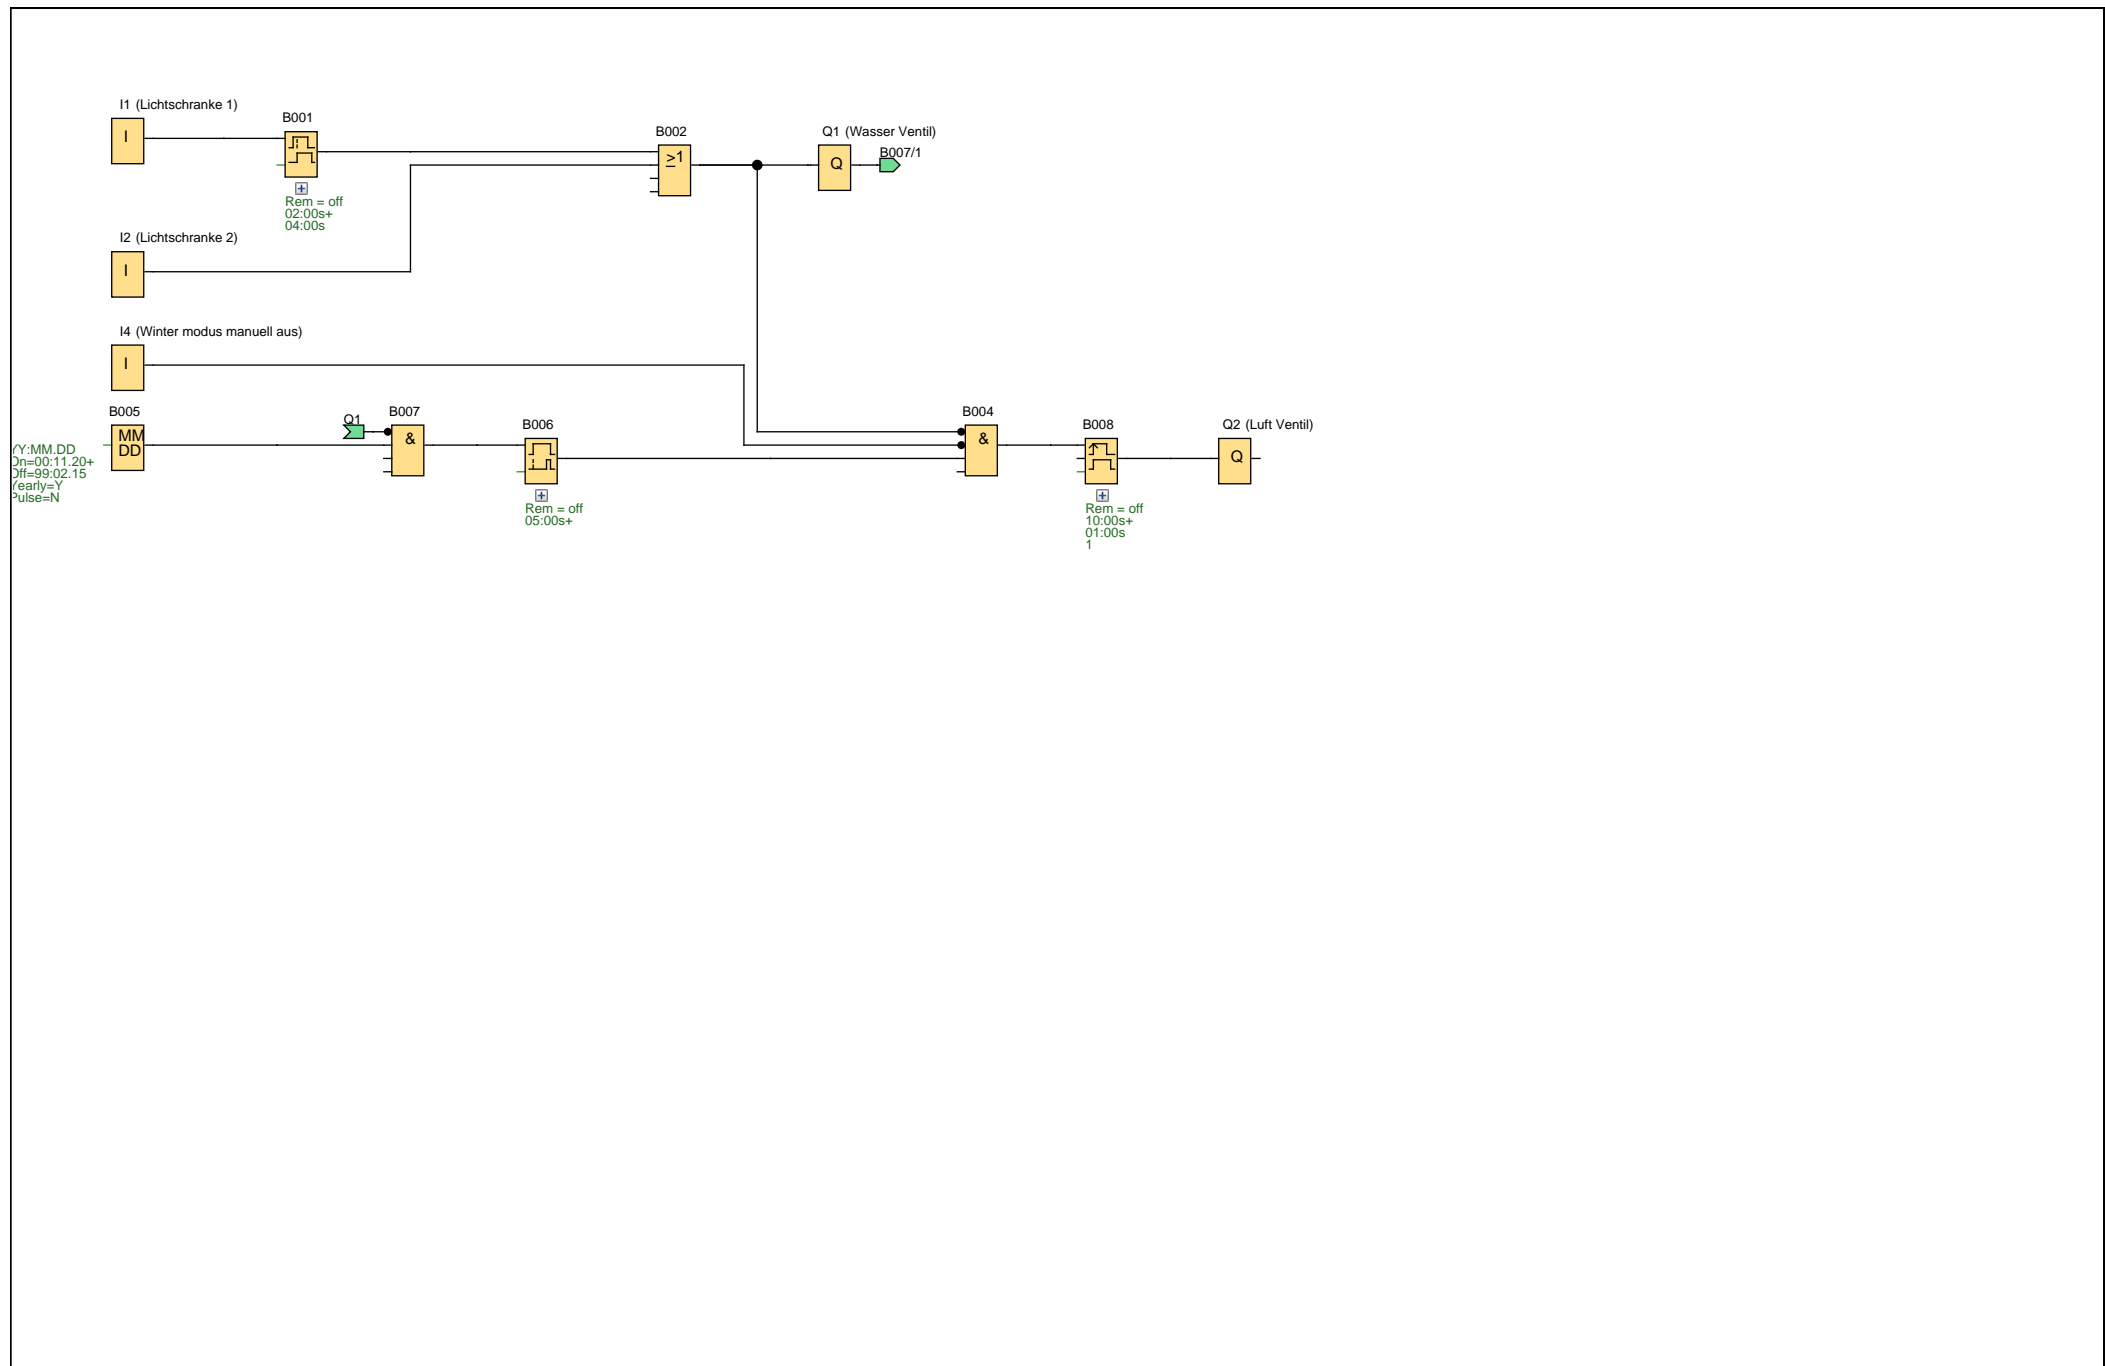 I1 (Lichtschranke 1)
I
B001
Rem = off
02:00s+
04:00s
B002
≥1
Q1 (Wasser Ventil)
Q
B007/1
I2 (Lichtschranke 2)
I
I4 (Winter modus manuell aus)
I
B005
MM
DD
YY:MM.DD
On=00:11.20+
Off=99:02.15
Yearly=Y
Pulse=N
Q1
B007
&
B006
Rem = off
05:00s+
B004
&
B008
Rem = off
10:00s+
01:00s
1
Q2 (Luft Ventil)
Q